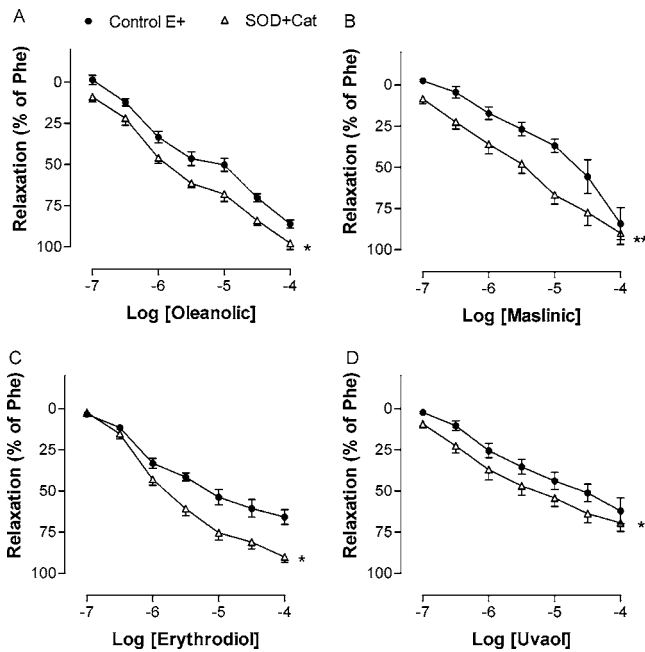 A
Control E+
SOD+Cat
B
Relaxation (% of Phe)
0
25
50
75
100
*
-7
-6
-5
-4
Log [Oleanolic]
Relaxation (% of Phe)
0
25
50
75
100
**
-7
-6
-5
-4
Log [Maslinic]
C
Relaxation (% of Phe)
0
25
50
75
100
*
-7
-6
-5
-4
Log [Erythrodiol]
D
Relaxation (% of Phe)
0
25
50
75
100
*
-7
-6
-5
-4
Log [Uvaol]